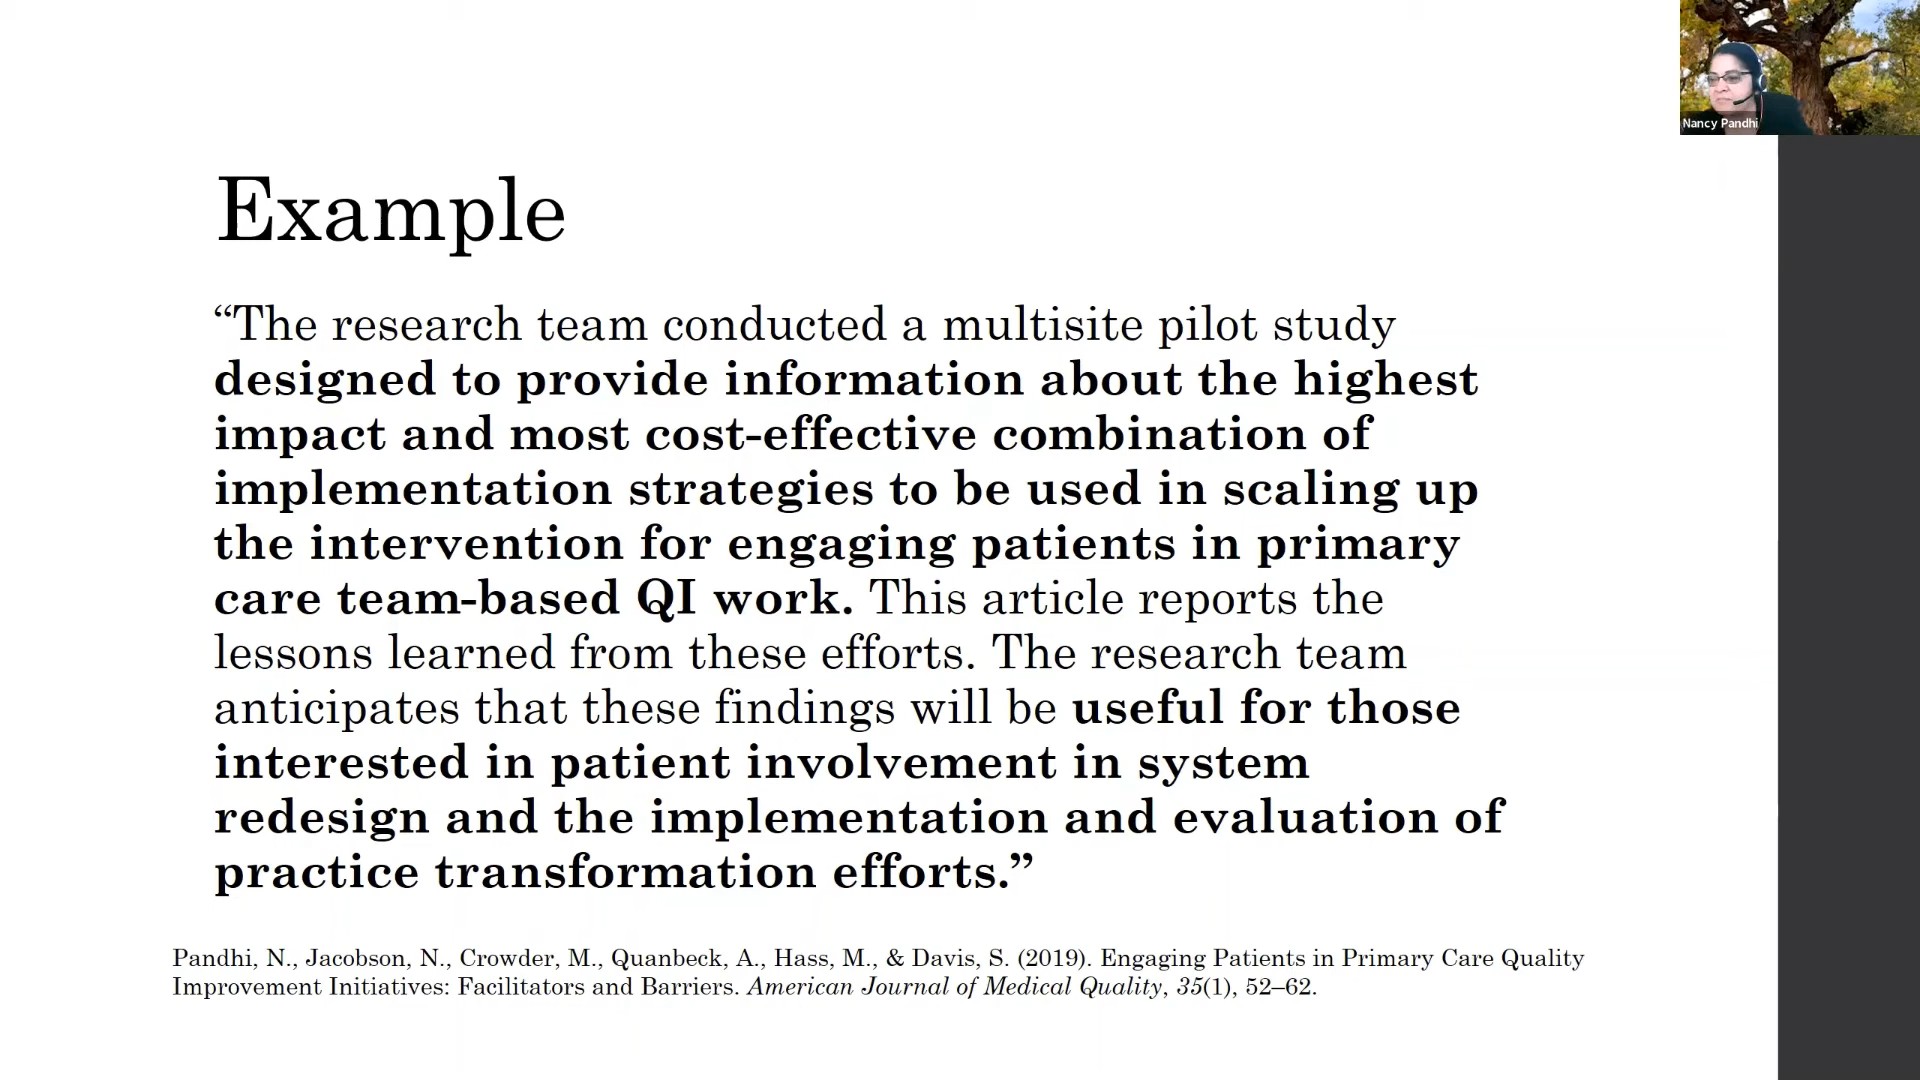 Nancy Pandhi
Example
“The research team conducted a multisite pilot study
designed to provide information about the highest
impact and most cost-effective combination of
implementation strategies to be used in scaling up
the intervention for engaging patients in primary
care team-based QI work. This article reports the
lessons learned from these efforts. The research team
anticipates that these findings will be useful for those
interested in patient involvement in system
redesign and the implementation and evaluation of
practice transformation efforts.”
Pandhi, N., Jacobson, N., Crowder, M., Quanbeck, A., Hass, M., & Davis, S. (2019). Engaging Patients in Primary Care Quality
Improvement Initiatives: Facilitators and Barriers. American Journal of Medical Quality, 35(1), 52–62.